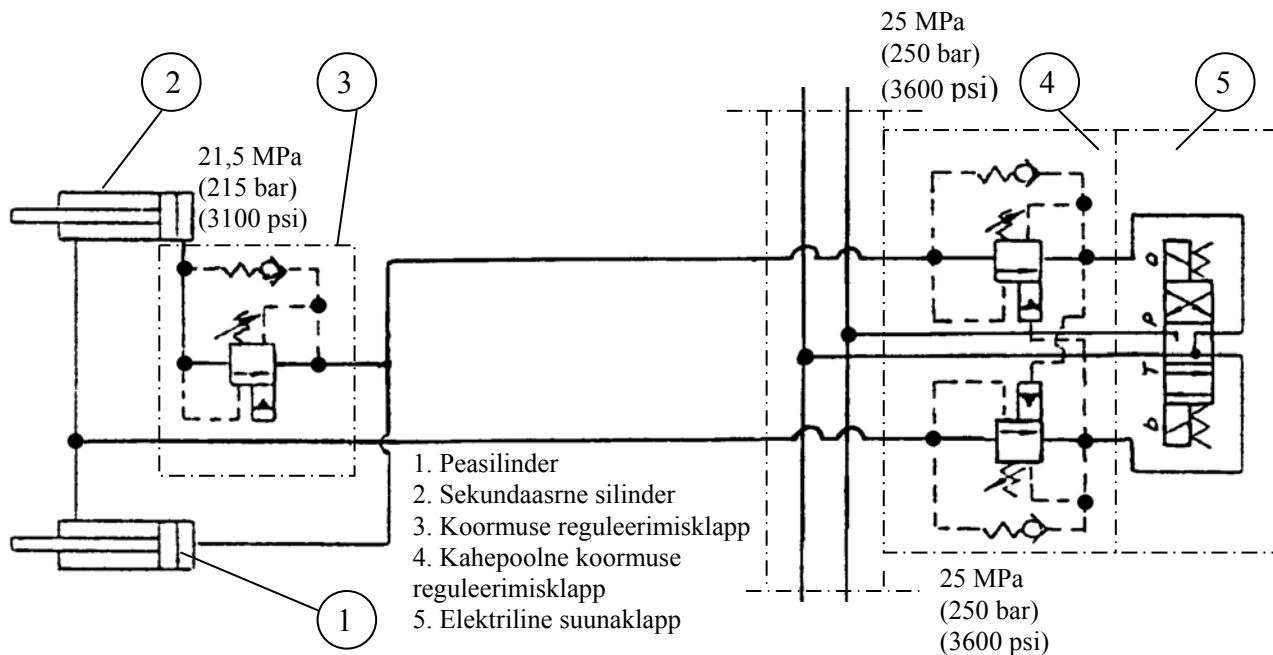 25 MPa
(250 bar)
(3600 psi)
2
3
4
5
21,5 MPa
(215 bar)
(3100 psi)
a
P
T
b
1. Peasilinder
2. Sekundaasrne silinder
3. Koormuse reguleerimisklapp
4. Kahepoolne koormuse
reguleerimisklapp
5. Elektriline suunaklapp
1
25 MPa
(250 bar)
(3600 psi)